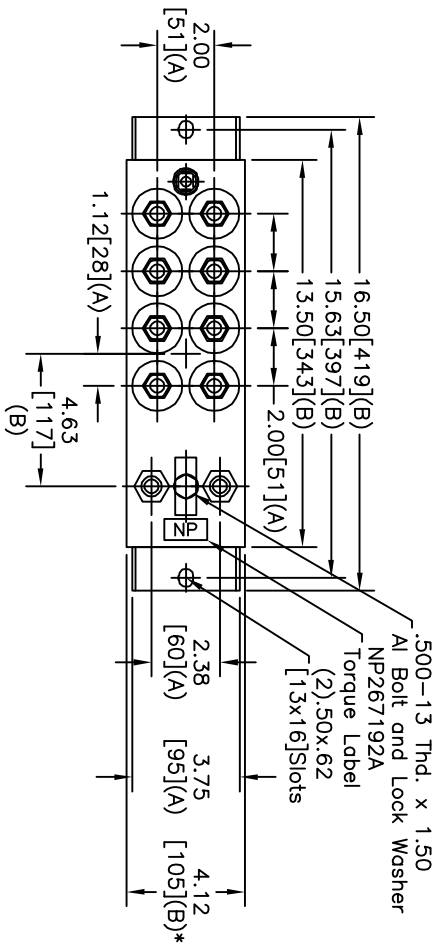 .500-13 Thd. x 1.50
Al Bolt and Lock Washer
NP267192A
Torque Label
(2).50x.62
[13x16]Slots
16.50[419](B)
15.63[397](B)
13.50[343](B)
2.00[51](A)
2.00
[51](A)
1.12[28](A)
4.63
[117]
(B)
NP
2.38
[60](A)
3.75
[95](A)
4.12
[105](B)*